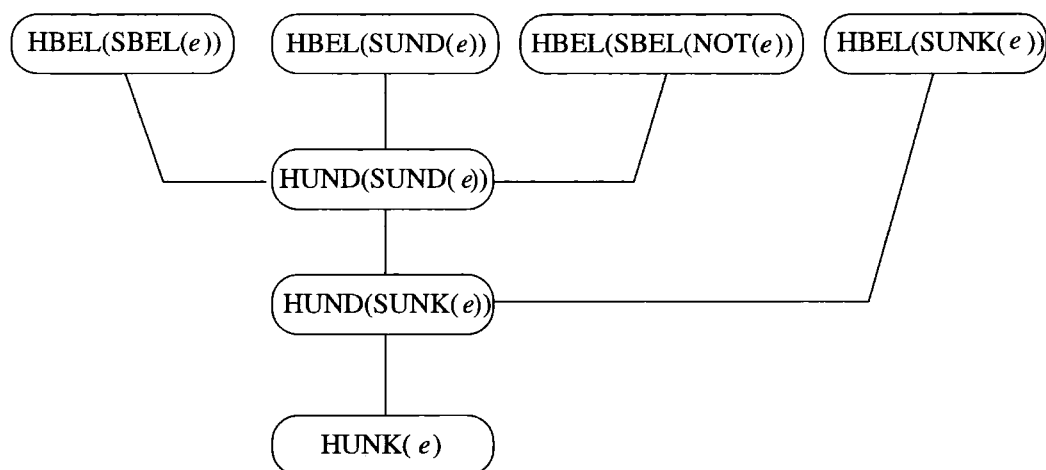 HBEL(SBEL(e))
HBEL(SUND(e))
HBEL(SBEL(NOT(e))
HBEL(SUNK(e))
HUND(SUND(e))
HUND(SUNK(e))
HUNK(e)